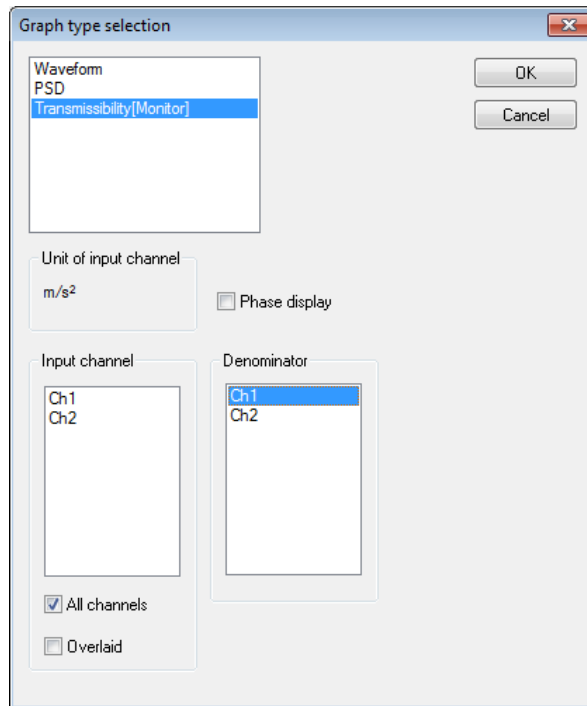 Graph type selection
Waveform
PSD
Transmissibility[Monitor]
OK
Cancel
Unit of input channel
m/s²
Phase display
Input channel
Ch1
Ch2
All channels
Overlaid
Denominator
Ch1
Ch2